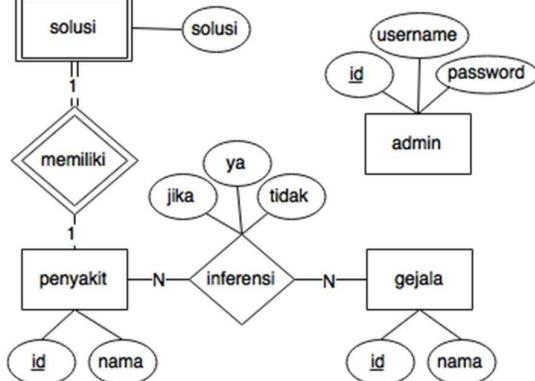 solusi
solusi
username
id
password
admin
1
memiliki
ya
jika
tidak
1
penyakit
N
inferensi
N
gejala
id
nama
id
nama